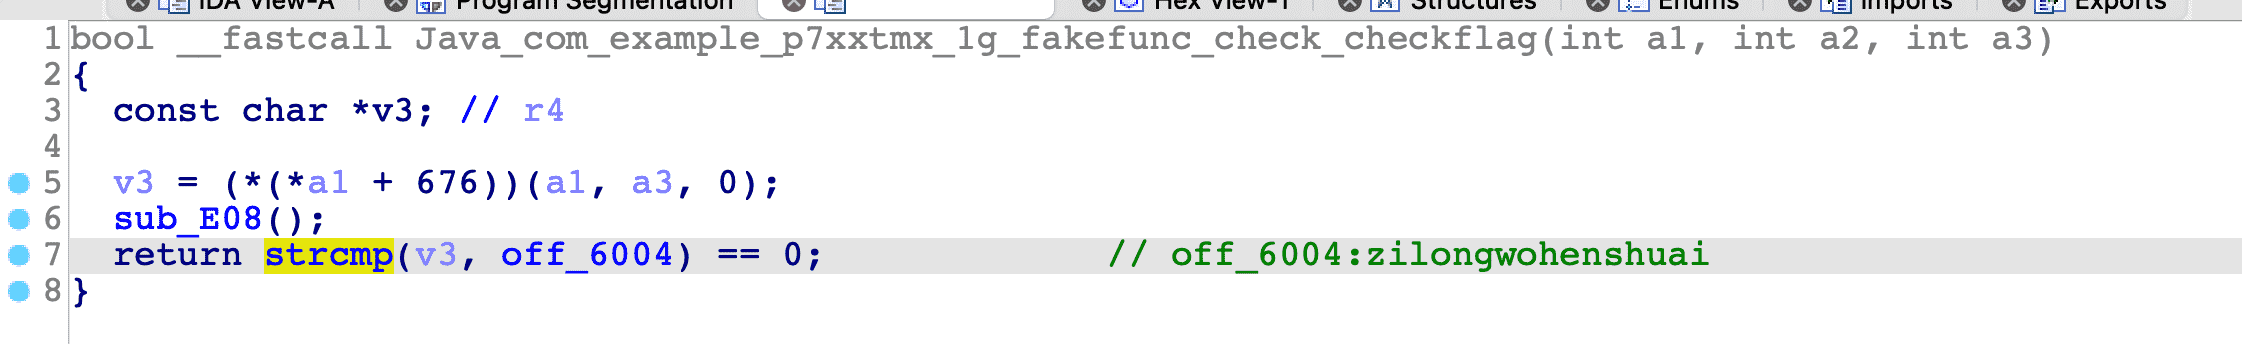 IDA View-A Program Segmentation Hex View-1 Structures Enums Imports Exports
1 bool __fastcall Java_com_example_p7xxtmx_1g_fakefunc_check_checkflag(int a1, int a2, int a3)
2 {
3 const char *v3; // r4
4
5 v3 = (*(*a1 + 676))(a1, a3, 0);
6 sub_E08();
7 return strcmp(v3, off_6004) == 0; // off_6004:zilongwohenshuai
8 }